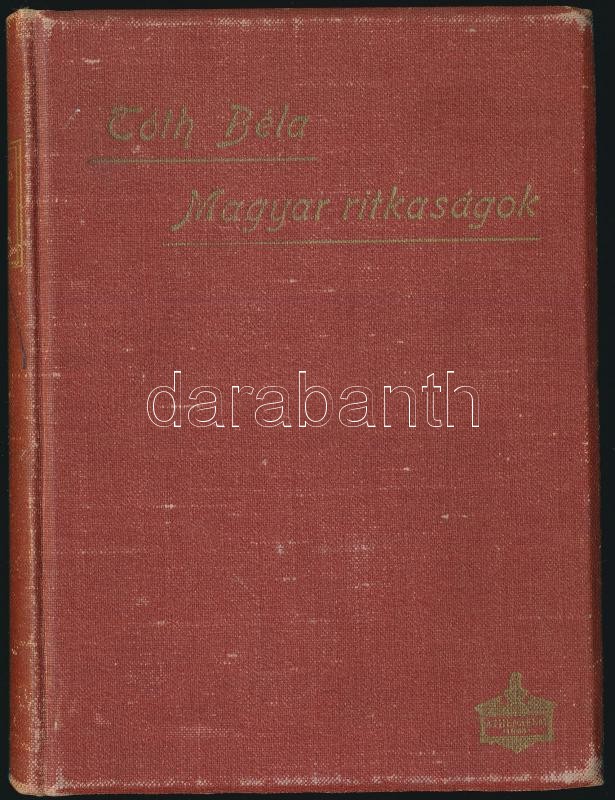 Tóth Béla
Magyar ritkaságok
darabanth
ATHENAEUM